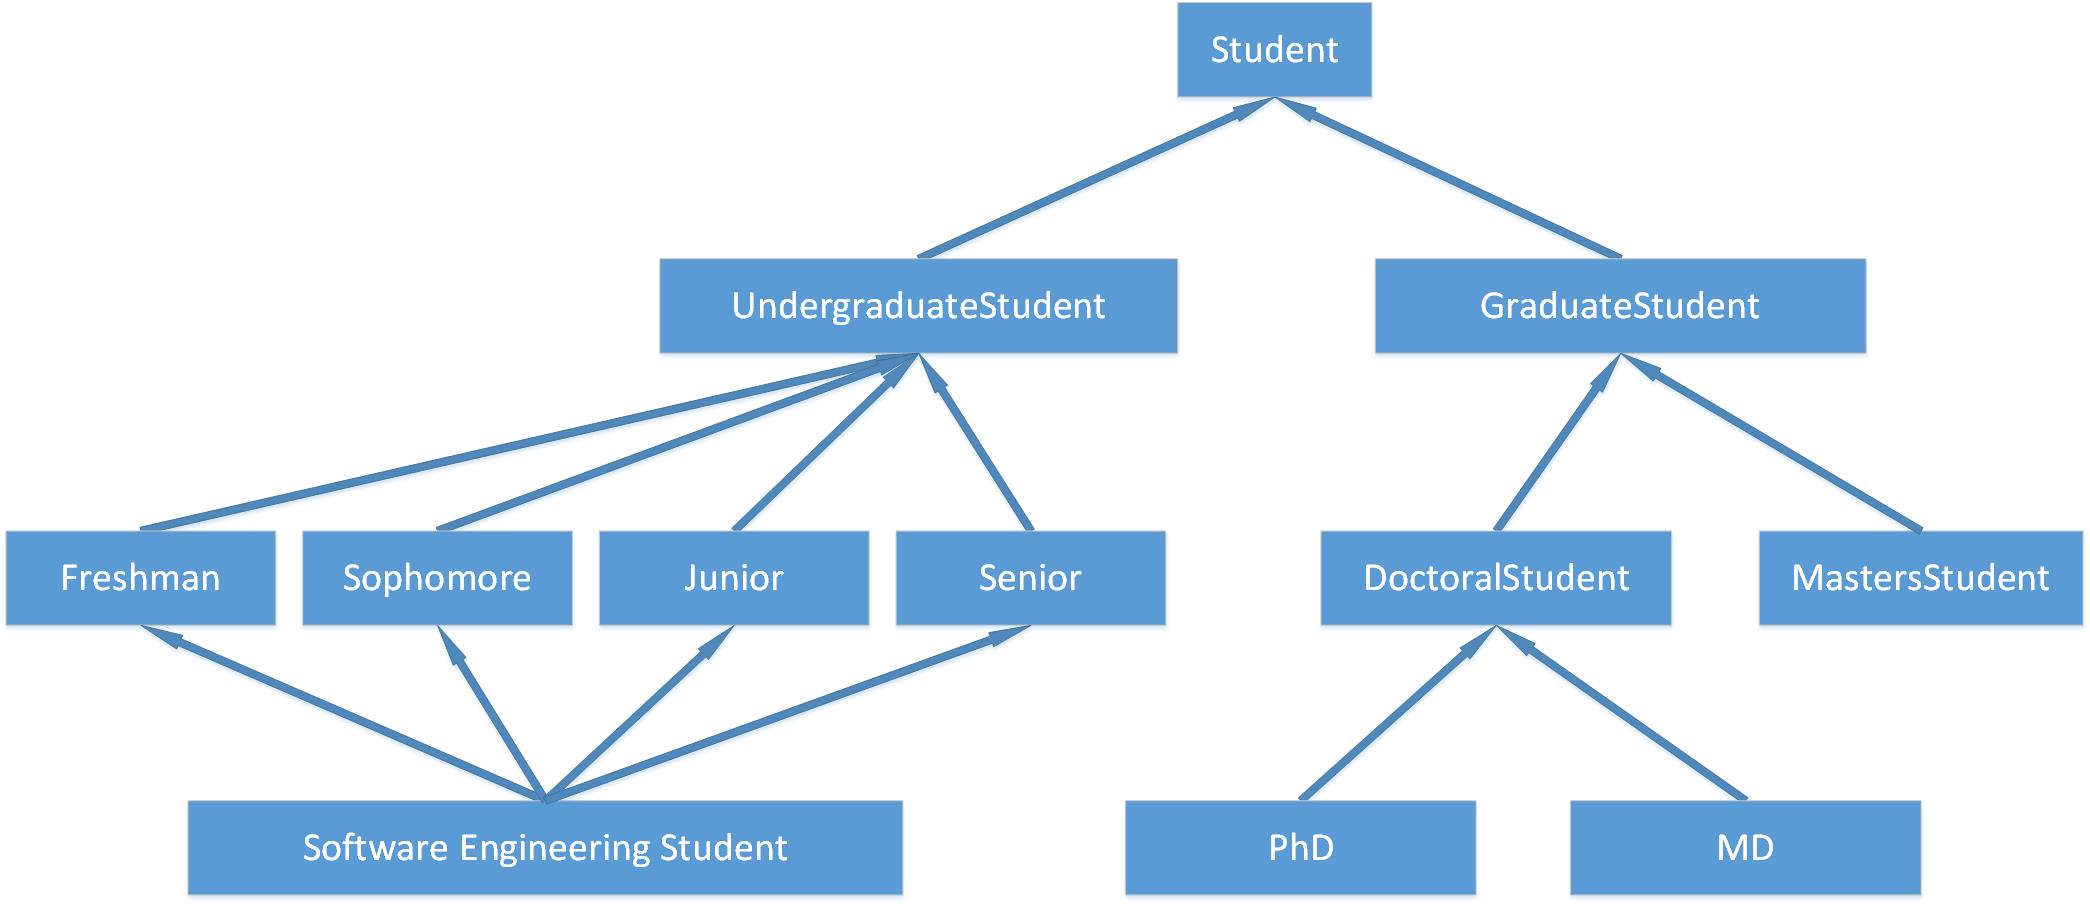 Student
UndergraduateStudent
GraduateStudent
Freshman
Sophomore
Junior
Senior
DoctoralStudent
MastersStudent
Software Engineering Student
PhD
MD